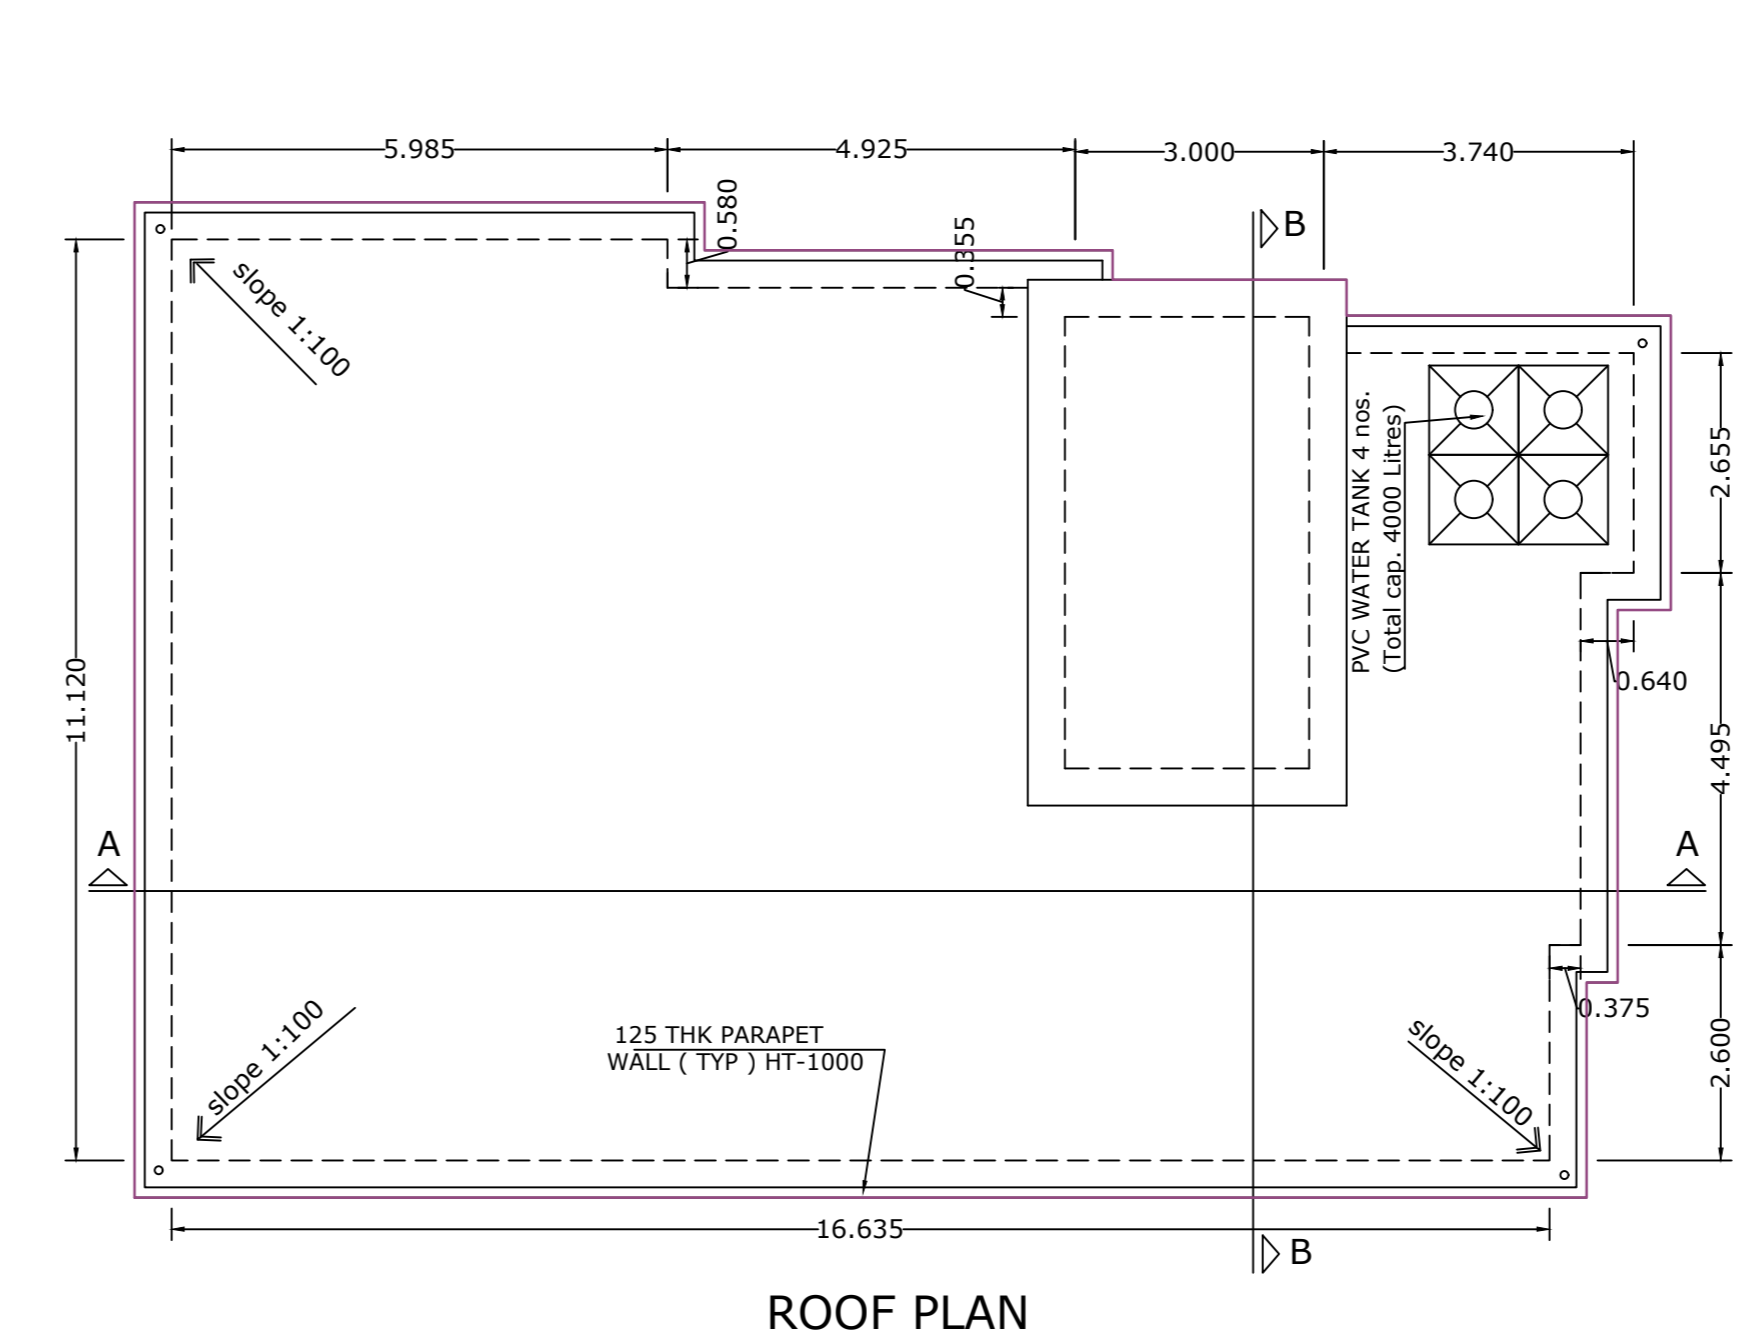 5.985
4.925
3.000
3.740
0.580
0.355
B
slope 1:100
11.120
PVC WATER TANK 4 nos.
(Total cap. 4000 Litres)
2.655
0.640
4.495
A
A
0.375
slope 1:100
125 THK PARAPET
WALL ( TYP ) HT-1000
slope 1:100
2.600
16.635
B
ROOF PLAN